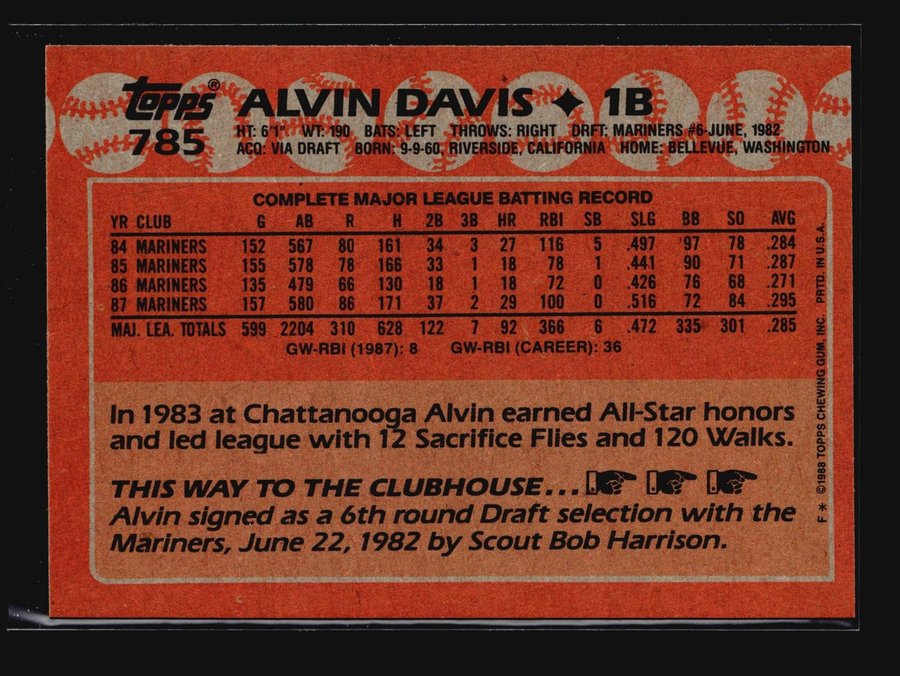 topps® ALVIN DAVIS ✦ 1B
785
HT: 6'1" WT: 190 BATS: LEFT THROWS: RIGHT DRFT: MARINERS #6-JUNE, 1982
ACQ: VIA DRAFT BORN: 9-9-60, RIVERSIDE, CALIFORNIA HOME: BELLEVUE, WASHINGTON
COMPLETE MAJOR LEAGUE BATTING RECORD
YR CLUB G AB R H 2B 3B HR RBI SB SLG BB SO AVG
84 MARINERS 152 567 80 161 34 3 27 116 5 .497 97 78 .284
85 MARINERS 155 578 78 166 33 1 18 78 1 .441 90 71 .287
86 MARINERS 135 479 66 130 18 1 18 72 0 .426 76 68 .271
87 MARINERS 157 580 86 171 37 2 29 100 0 .516 72 84 .295
MAJ. LEA. TOTALS 599 2204 310 628 122 7 92 366 6 .472 335 301 .285
GW-RBI (1987): 8 GW-RBI (CAREER): 36
In 1983 at Chattanooga Alvin earned All-Star honors
and led league with 12 Sacrifice Flies and 120 Walks.
THIS WAY TO THE CLUBHOUSE...
Alvin signed as a 6th round Draft selection with the
Mariners, June 22, 1982 by Scout Bob Harrison.
F * ©1988 TOPPS CHEWING GUM, INC. PRTD. IN U.S.A.